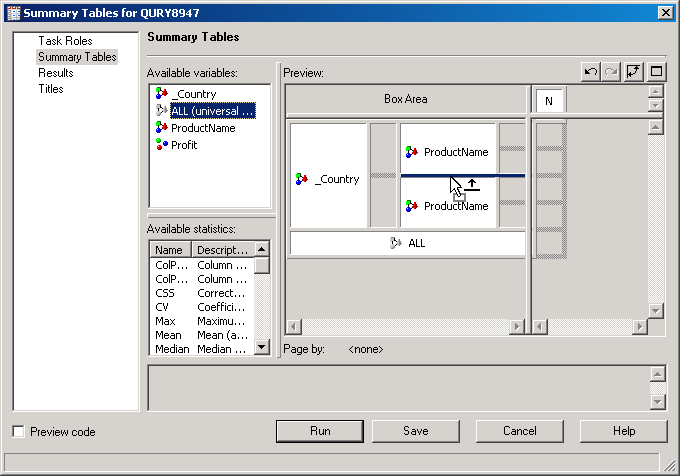 Summary Tables for QURY8947
Task Roles
Summary Tables
Results
Titles
Summary Tables
Available variables:
_Country
ALL (universal ...
ProductName
Profit
Preview:
Box Area
N
_Country
ProductName
ProductName
ALL
Available statistics:
Name Descript...
ColP... Column ...
ColP... Column ...
CSS Correct...
CV Coeffici...
Max Maximu...
Mean Mean (a...
Median Median ...
Page by: <none>
Preview code
Run
Save
Cancel
Help